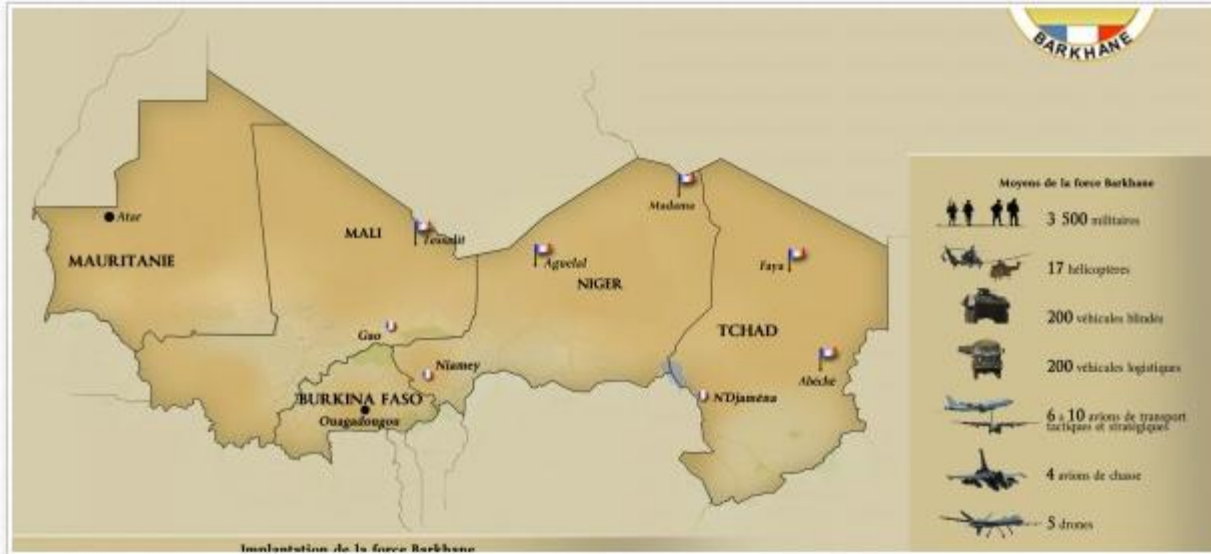 BARKHANE
Madama
Atar
Tessalit
MALI
MAURITANIE
Aguelal
Faya
NIGER
Gao
TCHAD
Niamey
Abéché
BURKINA FASO
N'Djaména
Ouagadougou
Moyens de la force Barkhane
3 500 militaires
17 hélicoptères
200 véhicules blindés
200 véhicules logistiques
6 à 10 avions de transport
tactiques et stratégiques
4 avions de chasse
5 drones
Implantation de la force Barkhane